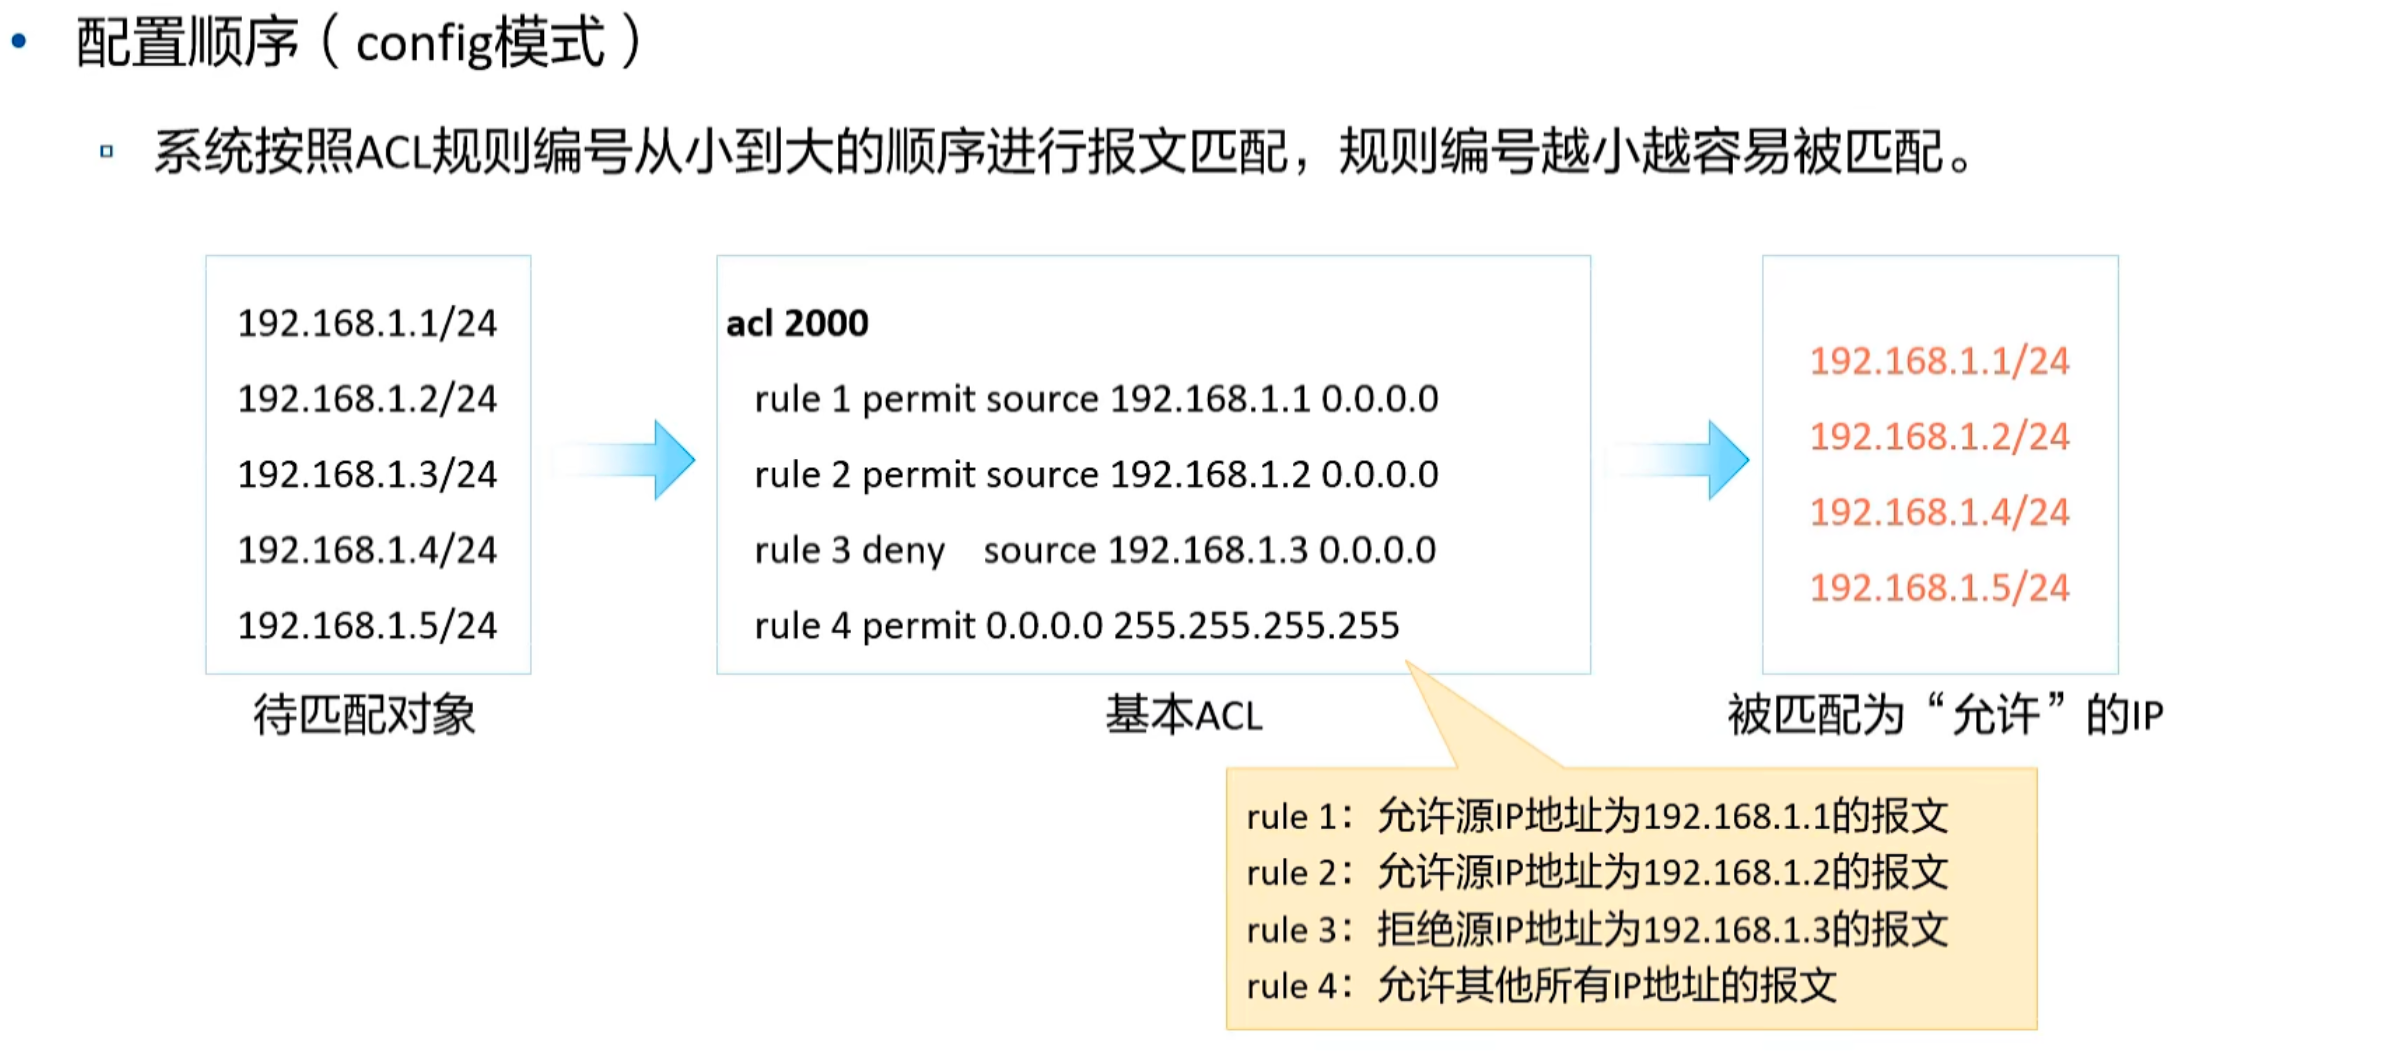 • 配置顺序（config模式）
▫ 系统按照ACL规则编号从小到大的顺序进行报文匹配，规则编号越小越容易被匹配。
192.168.1.1/24
192.168.1.2/24
192.168.1.3/24
192.168.1.4/24
192.168.1.5/24
待匹配对象
acl 2000
rule 1 permit source 192.168.1.1 0.0.0.0
rule 2 permit source 192.168.1.2 0.0.0.0
rule 3 deny source 192.168.1.3 0.0.0.0
rule 4 permit 0.0.0.0 255.255.255.255
基本ACL
192.168.1.1/24
192.168.1.2/24
192.168.1.4/24
192.168.1.5/24
被匹配为“允许”的IP
rule 1：允许源IP地址为192.168.1.1的报文
rule 2：允许源IP地址为192.168.1.2的报文
rule 3：拒绝源IP地址为192.168.1.3的报文
rule 4：允许其他所有IP地址的报文